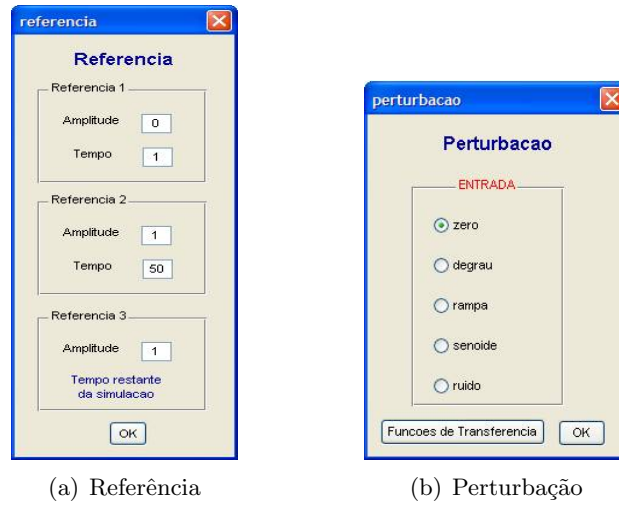 referencia
Referencia
Referencia 1
Amplitude 0
Tempo 1
Referencia 2
Amplitude 1
Tempo 50
Referencia 3
Amplitude 1
Tempo restante
da simulacao
OK
(a) Referência
perturbacao
Perturbacao
ENTRADA
zero
degrau
rampa
senoide
ruido
Funcoes de Transferencia OK
(b) Perturbação